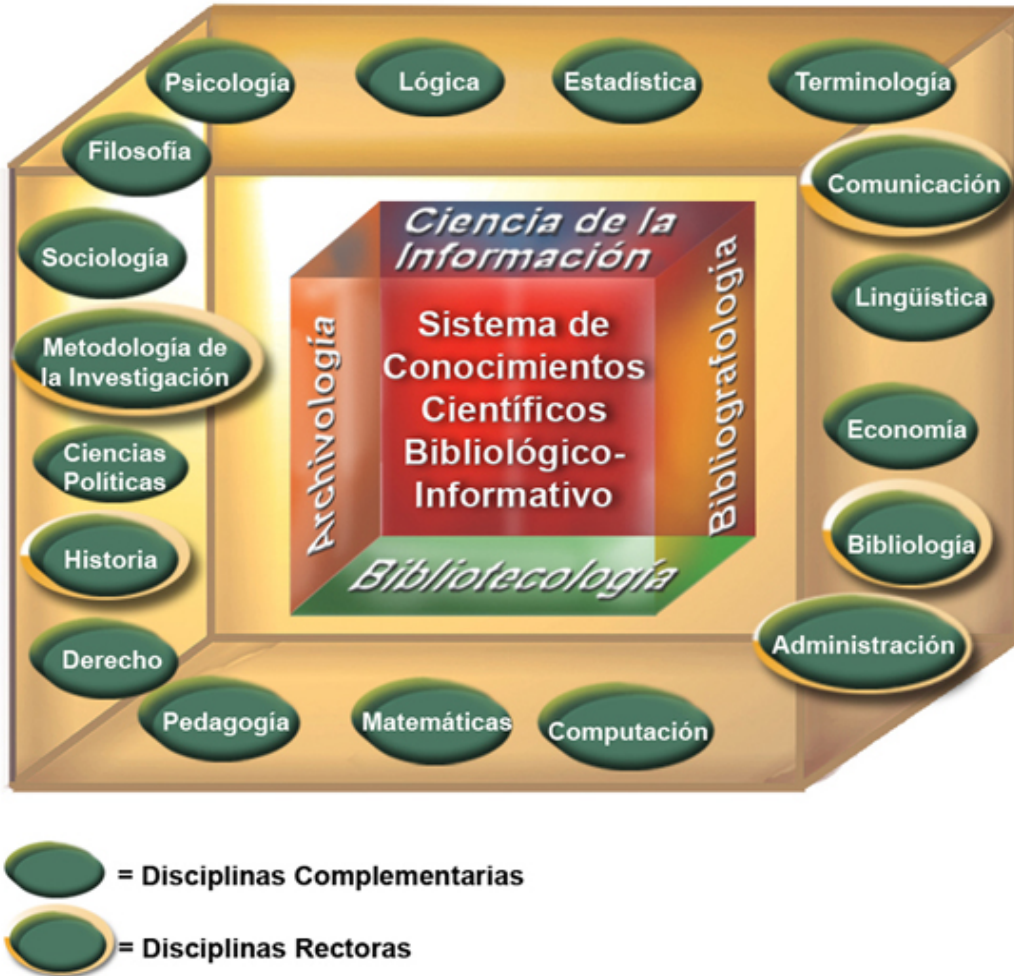 Psicología
Lógica
Estadística
Terminología
Filosofía
Comunicación
Sociología
Lingüística
Metodología de
la Investigación
Economía
Ciencias
Políticas
Historia
Bibliología
Derecho
Administración
Pedagogía
Matemáticas
Computación
Ciencia de la
Información
Archivología
Sistema de
Conocimientos
Científicos
Bibliológico-
Informativo
Bibliografología
Bibliotecología
= Disciplinas Complementarias
= Disciplinas Rectoras